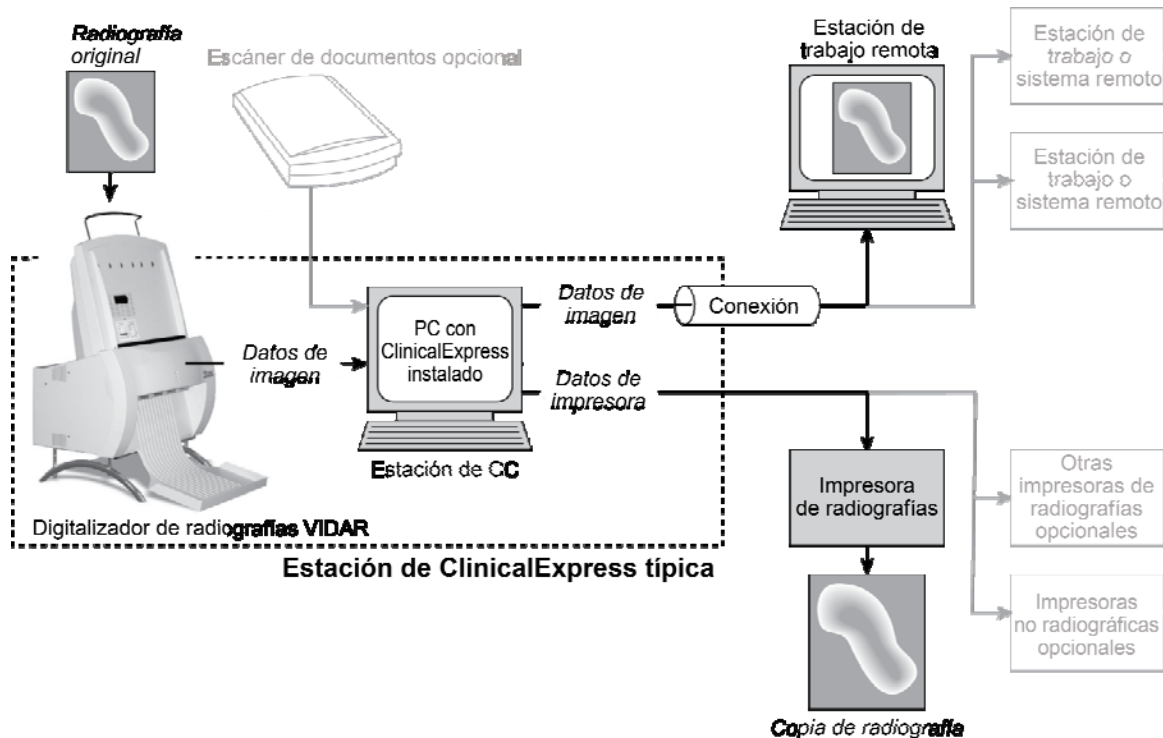 Radiografía
original
Escáner de documentos opcional
Estación de
trabajo remota
Estación de
trabajo o
sistema remoto
Estación de
trabajo o
sistema remoto
Datos de
imagen
PC con
ClinicalExpress
instalado
Datos de
imagen
Conexión
Datos de
impresora
Estación de CC
Digitalizador de radiografías VIDAR
Estación de ClinicalExpress típica
Impresora
de radiografías
Otras
impresoras de
radiografías
opcionales
Impresoras
no radiográficas
opcionales
Copia de radiografía